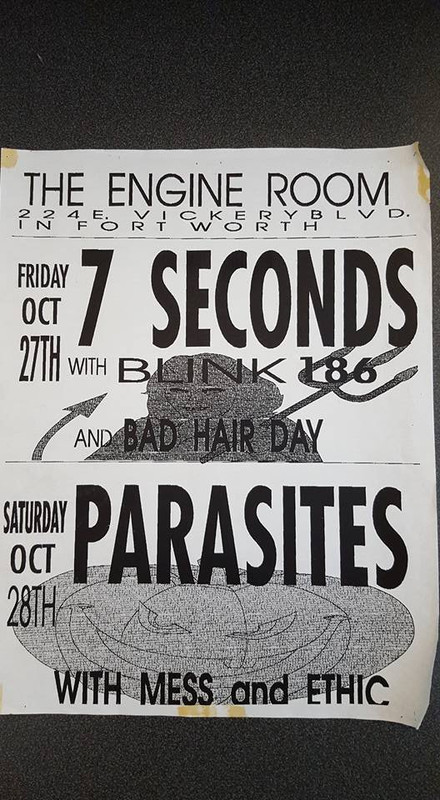 THE ENGINE ROOM
224 E. VICKERY BLVD.
IN FORT WORTH
FRIDAY
OCT
27TH
7 SECONDS
WITH BLINK 186
AND BAD HAIR DAY
SATURDAY
OCT
28TH
PARASITES
WITH MESS and ETHIC